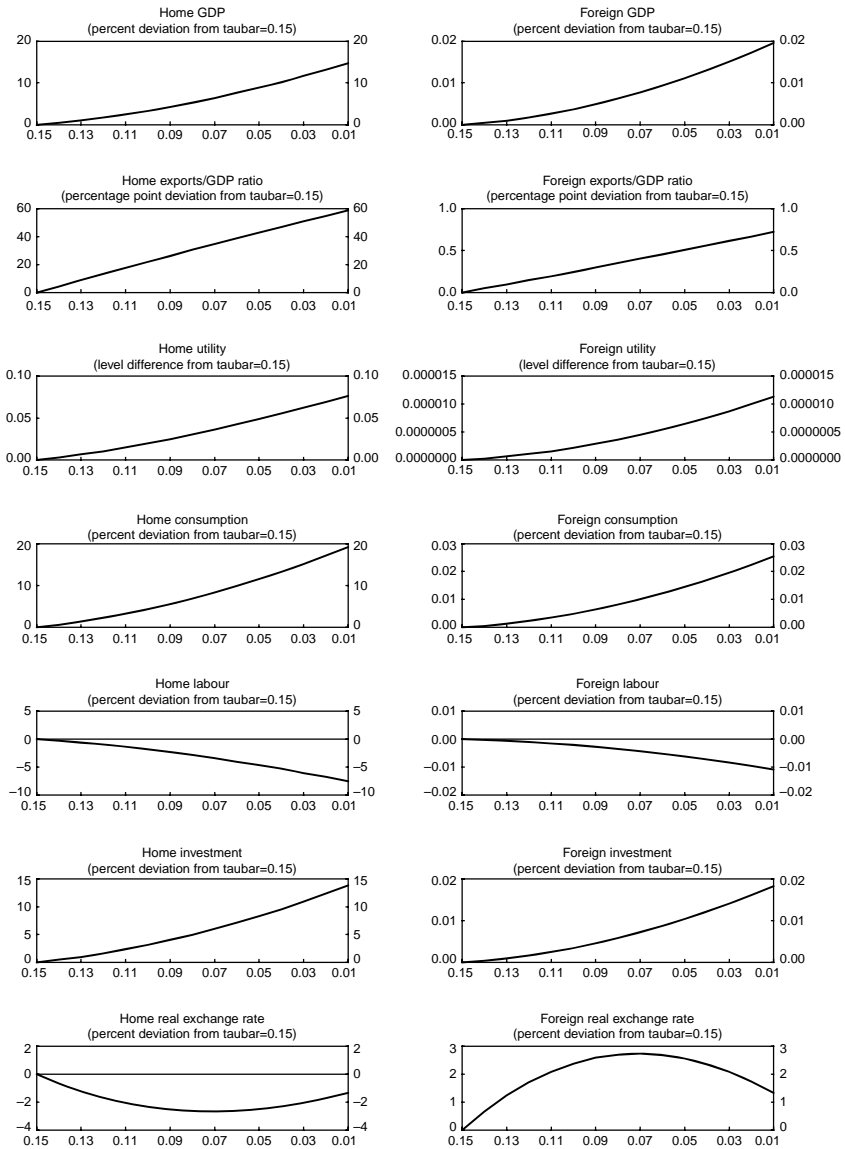 Home GDP
(percent deviation from taubar=0.15)
20 20
10 10
0 0
0.15 0.13 0.11 0.09 0.07 0.05 0.03 0.01
Foreign GDP
(percent deviation from taubar=0.15)
0.02 0.02
0.01 0.01
0.00 0.00
0.15 0.13 0.11 0.09 0.07 0.05 0.03 0.01
Home exports/GDP ratio
(percentage point deviation from taubar=0.15)
60 60
40 40
20 20
0 0
0.15 0.13 0.11 0.09 0.07 0.05 0.03 0.01
Foreign exports/GDP ratio
(percentage point deviation from taubar=0.15)
1.0 1.0
0.5 0.5
0.0 0.0
0.15 0.13 0.11 0.09 0.07 0.05 0.03 0.01
Home utility
(level difference from taubar=0.15)
0.10 0.10
0.05 0.05
0.00 0.00
0.15 0.13 0.11 0.09 0.07 0.05 0.03 0.01
Foreign utility
(level difference from taubar=0.15)
0.000015 0.000015
0.000010 0.000010
0.0000005 0.0000005
0.0000000 0.0000000
0.15 0.13 0.11 0.09 0.07 0.05 0.03 0.01
Home consumption
(percent deviation from taubar=0.15)
20 20
10 10
0 0
0.15 0.13 0.11 0.09 0.07 0.05 0.03 0.01
Foreign consumption
(percent deviation from taubar=0.15)
0.03 0.03
0.02 0.02
0.01 0.01
0.00 0.00
0.15 0.13 0.11 0.09 0.07 0.05 0.03 0.01
Home labour
(percent deviation from taubar=0.15)
5 5
0 0
–5 –5
–10 –10
0.15 0.13 0.11 0.09 0.07 0.05 0.03 0.01
Foreign labour
(percent deviation from taubar=0.15)
0.01 0.01
0.00 0.00
–0.01 –0.01
–0.02 –0.02
0.15 0.13 0.11 0.09 0.07 0.05 0.03 0.01
Home investment
(percent deviation from taubar=0.15)
15 15
10 10
5 5
0 0
0.15 0.13 0.11 0.09 0.07 0.05 0.03 0.01
Foreign investment
(percent deviation from taubar=0.15)
0.02 0.02
0.01 0.01
0.00 0.00
0.15 0.13 0.11 0.09 0.07 0.05 0.03 0.01
Home real exchange rate
(percent deviation from taubar=0.15)
2 2
0 0
–2 –2
–4 –4
0.15 0.13 0.11 0.09 0.07 0.05 0.03 0.01
Foreign real exchange rate
(percent deviation from taubar=0.15)
3 3
2 2
1 1
0 0
0.15 0.13 0.11 0.09 0.07 0.05 0.03 0.01